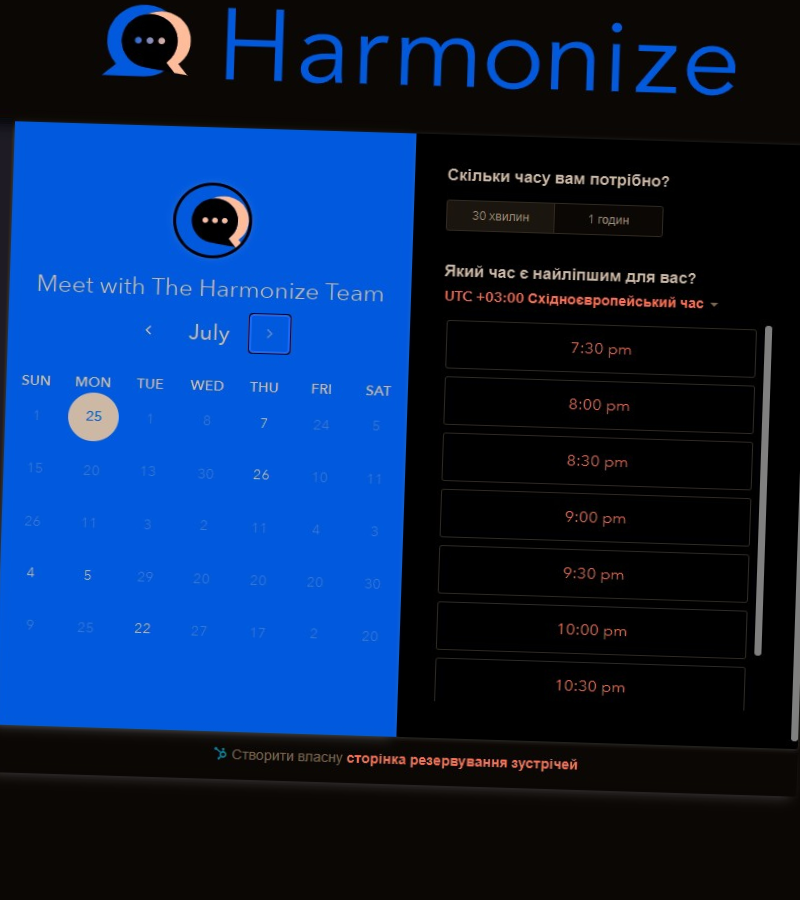 Harmonize
Meet with The Harmonize Team
July
SUN MON TUE WED THU FRI SAT
1 25 1 8 7 24 5
15 20 13 30 26 10 11
26 11 3 2 11 4 3
4 5 29 20 20 20 30
9 25 22 27 17 2 20
Скільки часу вам потрібно?
30 хвилин 1 годин
Який час є найліпшим для вас?
UTC +03:00 Східноєвропейський час
7:30 pm
8:00 pm
8:30 pm
9:00 pm
9:30 pm
10:00 pm
10:30 pm
Створити власну сторінка резервування зустрічей